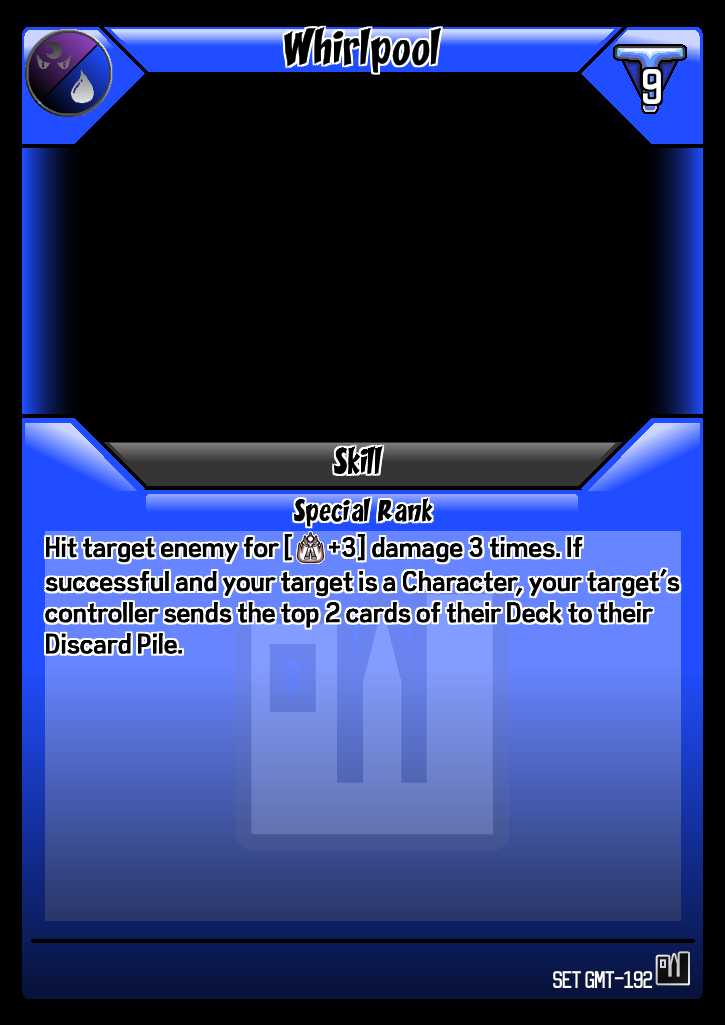 Whirlpool
9
Skill
Special Rank
Hit target enemy for [ +3] damage 3 times. If
successful and your target is a Character, your target's
controller sends the top 2 cards of their Deck to their
Discard Pile.
SET GMT-192